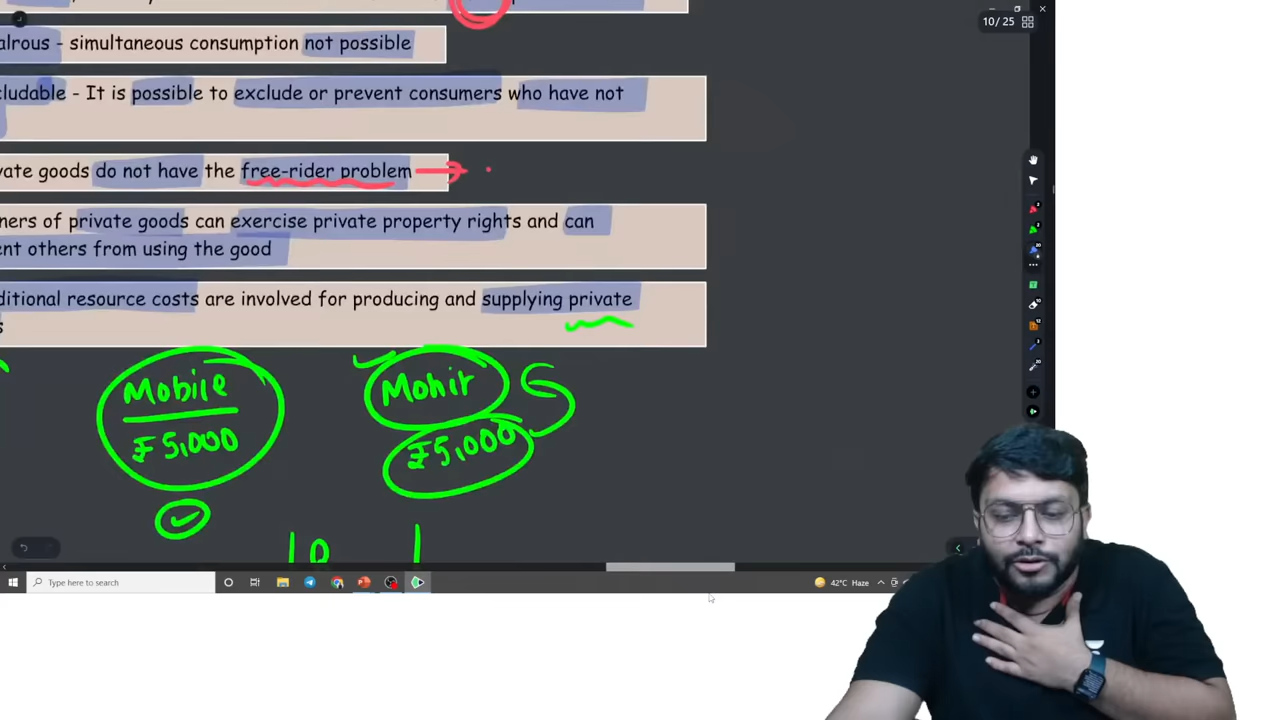 10/25
alrous - simultaneous consumption not possible
cludable - It is possible to exclude or prevent consumers who have not
vate goods do not have the free-rider problem
ners of private goods can exercise private property rights and can
ent others from using the good
ditional resource costs are involved for producing and supplying private
s
Mobile
₹5,000
Mohit
₹5,000
10
Type here to search
42°C Haze